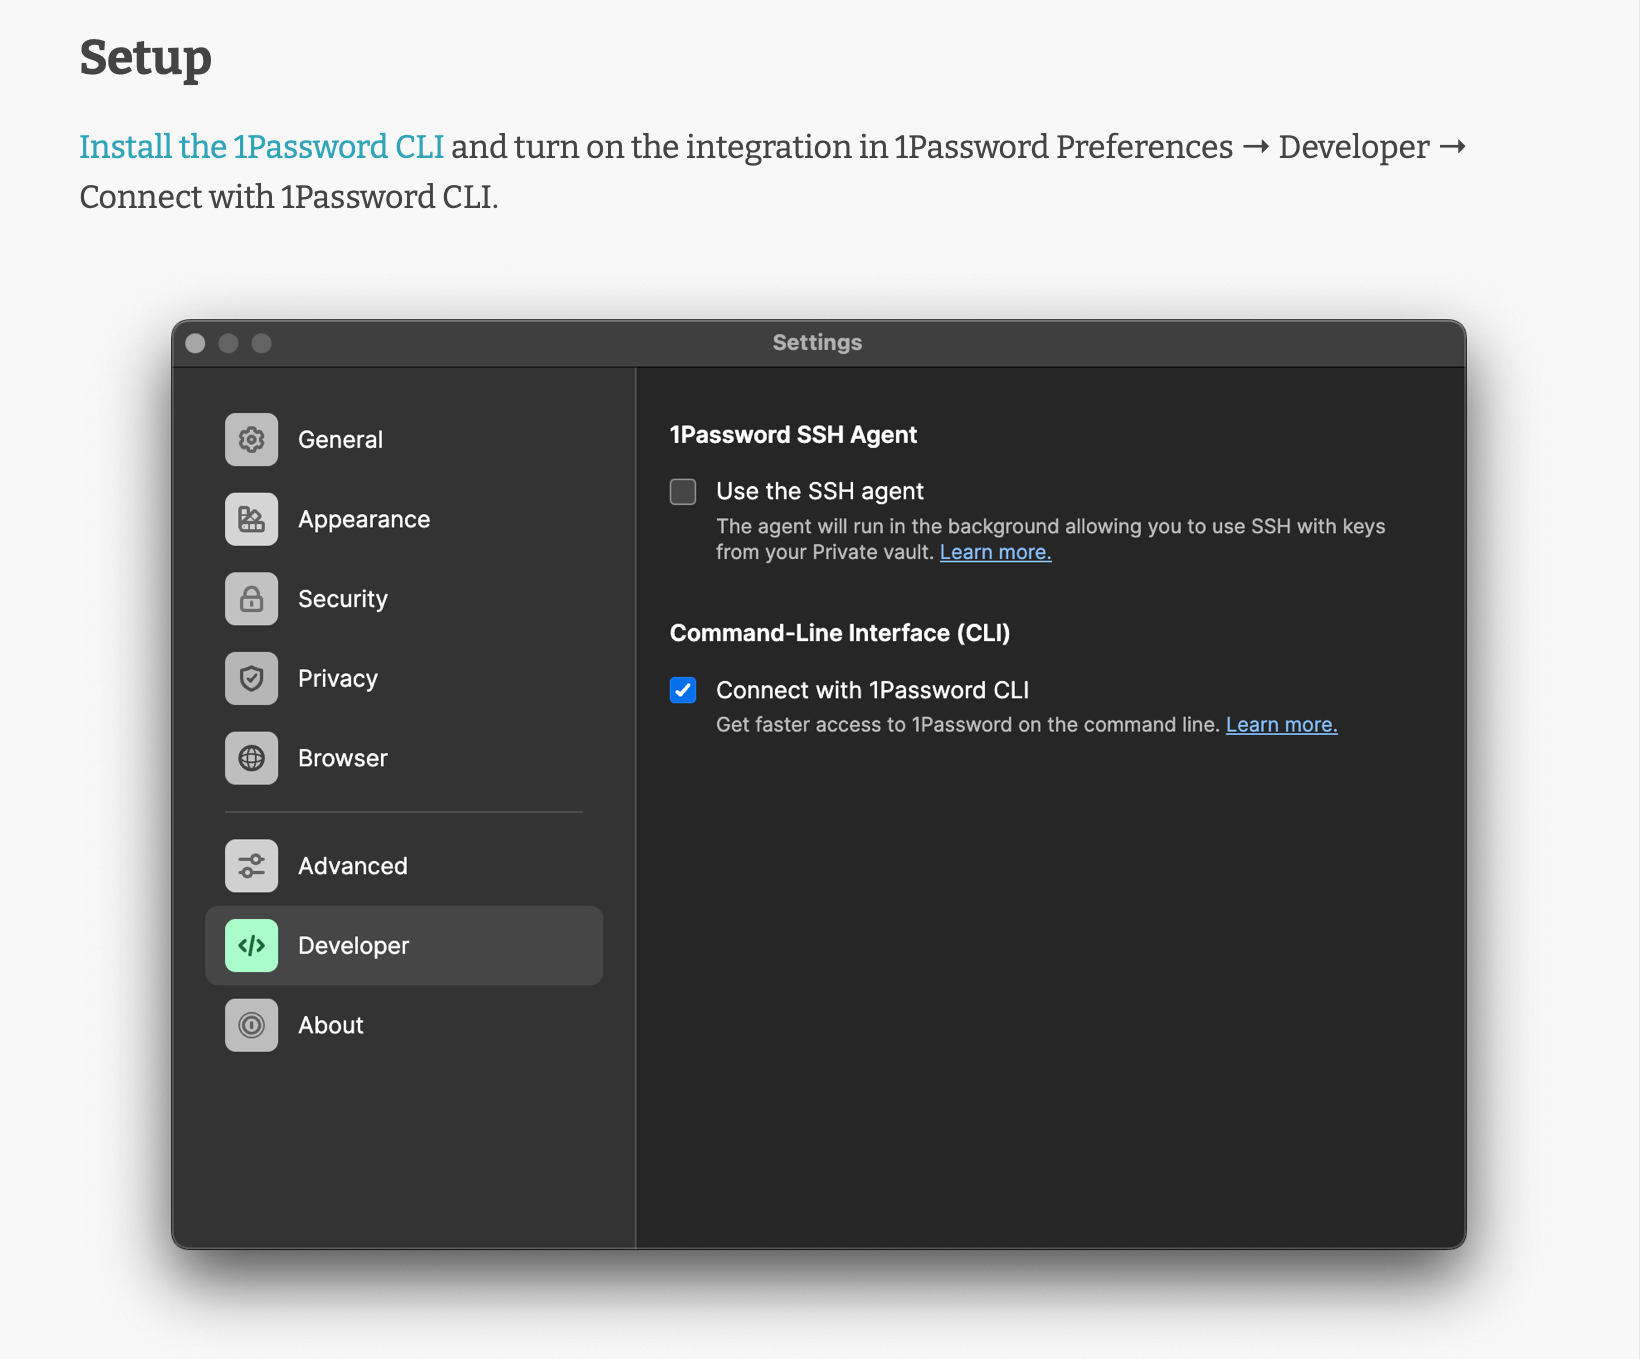 Setup
Install the 1Password CLI and turn on the integration in 1Password Preferences → Developer →
Connect with 1Password CLI.
Settings
General
Appearance
Security
Privacy
Browser
Advanced
Developer
About
1Password SSH Agent
Use the SSH agent
The agent will run in the background allowing you to use SSH with keys
from your Private vault. Learn more.
Command-Line Interface (CLI)
Connect with 1Password CLI
Get faster access to 1Password on the command line. Learn more.